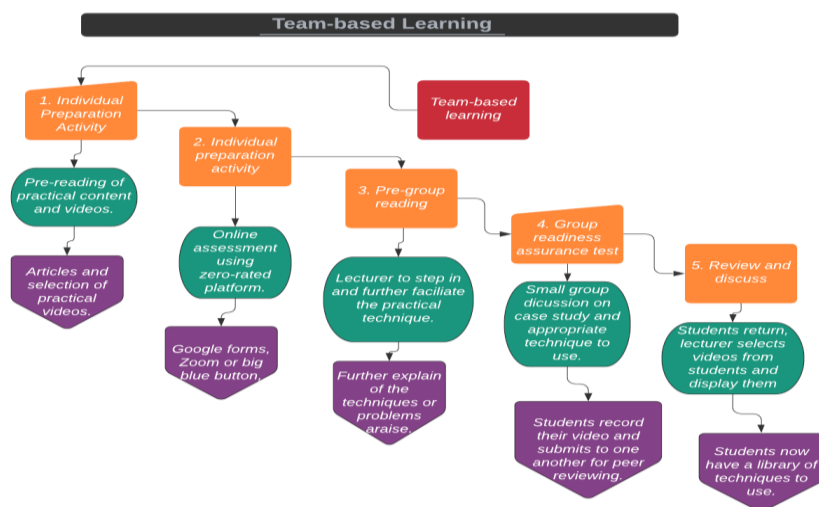 Team-based Learning
Team-based
learning
1. Individual
Preparation
Activity
Pre-reading of
practical content
and videos.
Articles and
selection of
practical videos.
2. Individual
preparation
activity
Online
assessment
using
zero-rated
platform.
Google forms,
Zoom or big
blue button,
3. Pre-group
reading
Lecturer to step in
and further faciliate
the practical
technique.
Further explain
of the
techniques or
problems
araise.
4. Group
readiness
assurance test
Small group
dicussion on
case study and
appropriate
technique to
use.
Students record
their video and
submits to one
another for peer
reviewing.
5. Review and
discuss
Students return,
lecturer selects
videos from
students and
display them
Students now
have a library of
techniques to
use.